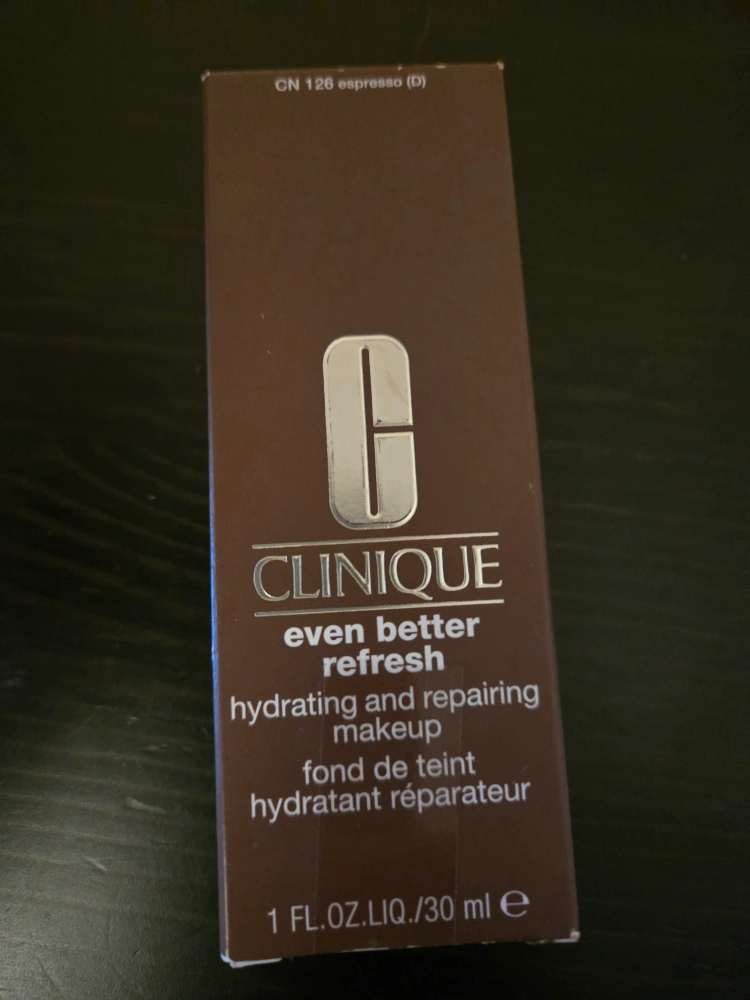 CN 126 espresso (D)
C
CLINIQUE
even better
refresh
hydrating and repairing
makeup
fond de teint
hydratant réparateur
1 FL.OZ.LIQ./30 ml ℮